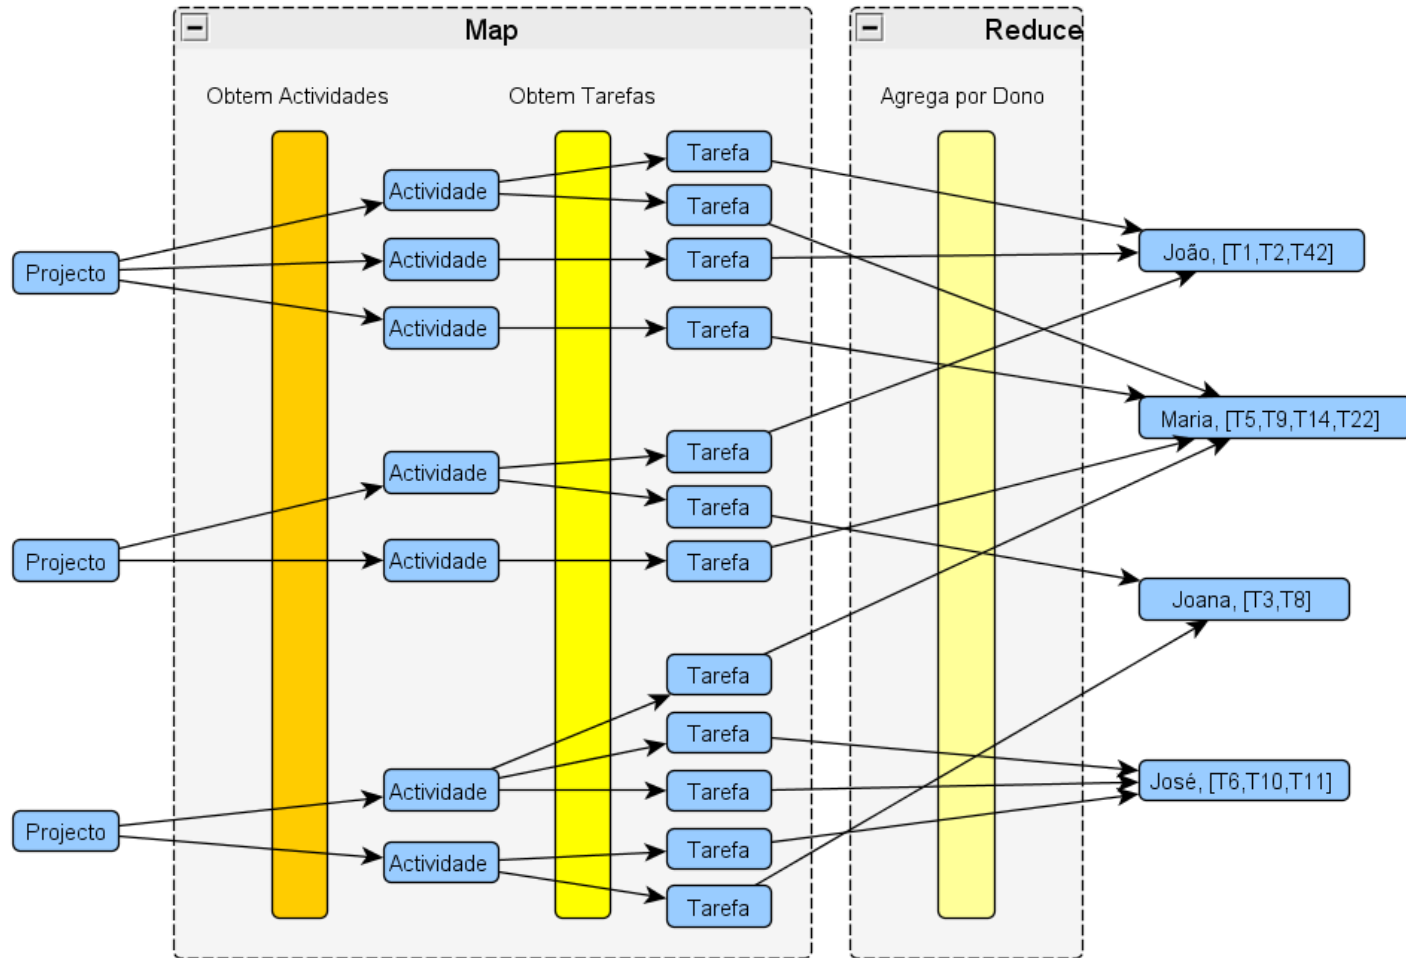 Map
Reduce
Obtem Actividades
Obtem Tarefas
Agrega por Dono
Projecto
Actividade
Actividade
Actividade
Tarefa
Tarefa
Tarefa
Tarefa
Projecto
Actividade
Actividade
Tarefa
Tarefa
Tarefa
Projecto
Actividade
Actividade
Tarefa
Tarefa
Tarefa
Tarefa
Tarefa
João, [T1,T2,T42]
Maria, [T5,T9,T14,T22]
Joana, [T3,T8]
José, [T6,T10,T11]